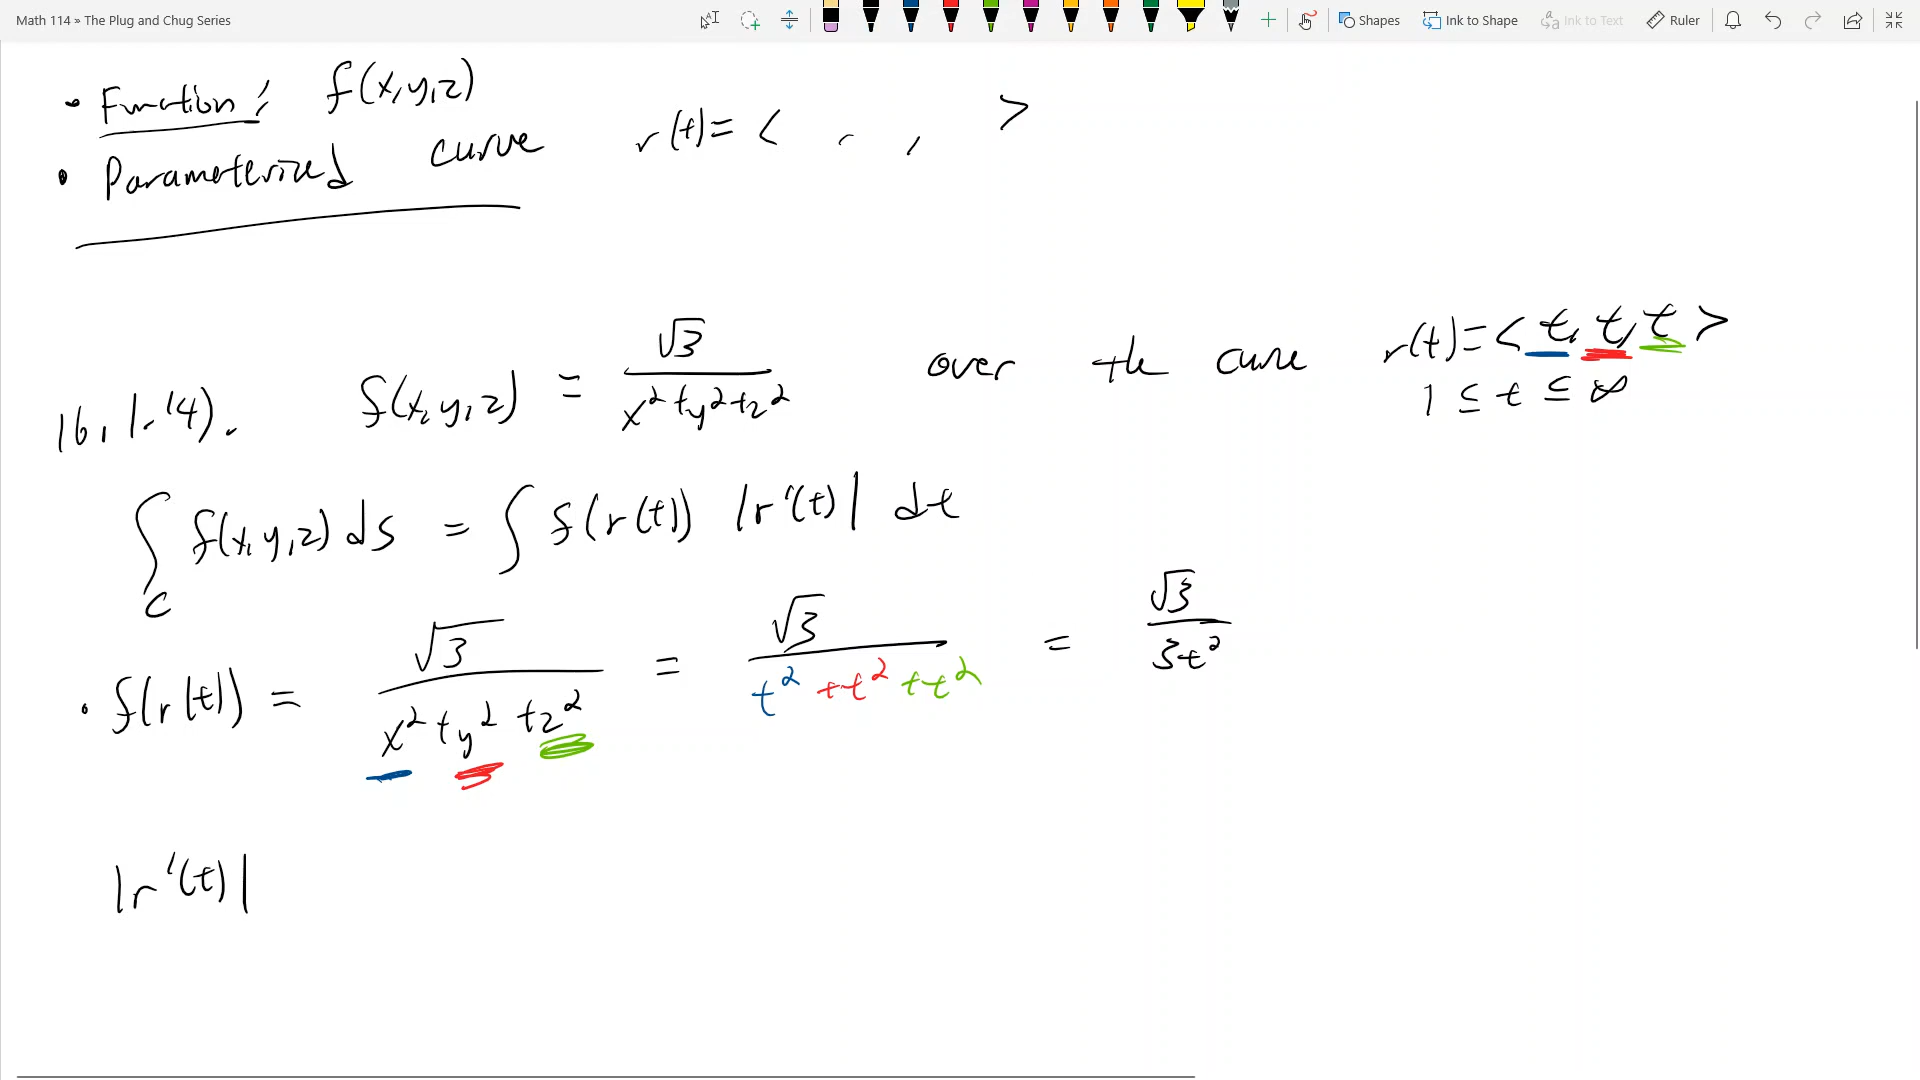 Math 114 » The Plug and Chug Series
Shapes Ink to Shape Ink to Text Ruler
• Function: f(x,y,z)
• Parameterized curve r(t)= < , , >
16.1.14). f(x,y,z) = √3/(x²+y²+z²) over the curve r(t)=<t, t, t>
1 ≤ t ≤ ∞
∫_C f(x,y,z) ds = ∫ f(r(t)) |r'(t)| dt
• f(r(t)) = √3/(x²+y²+z²) = √3/(t²+t²+t²) = √3/3t²
|r'(t)|